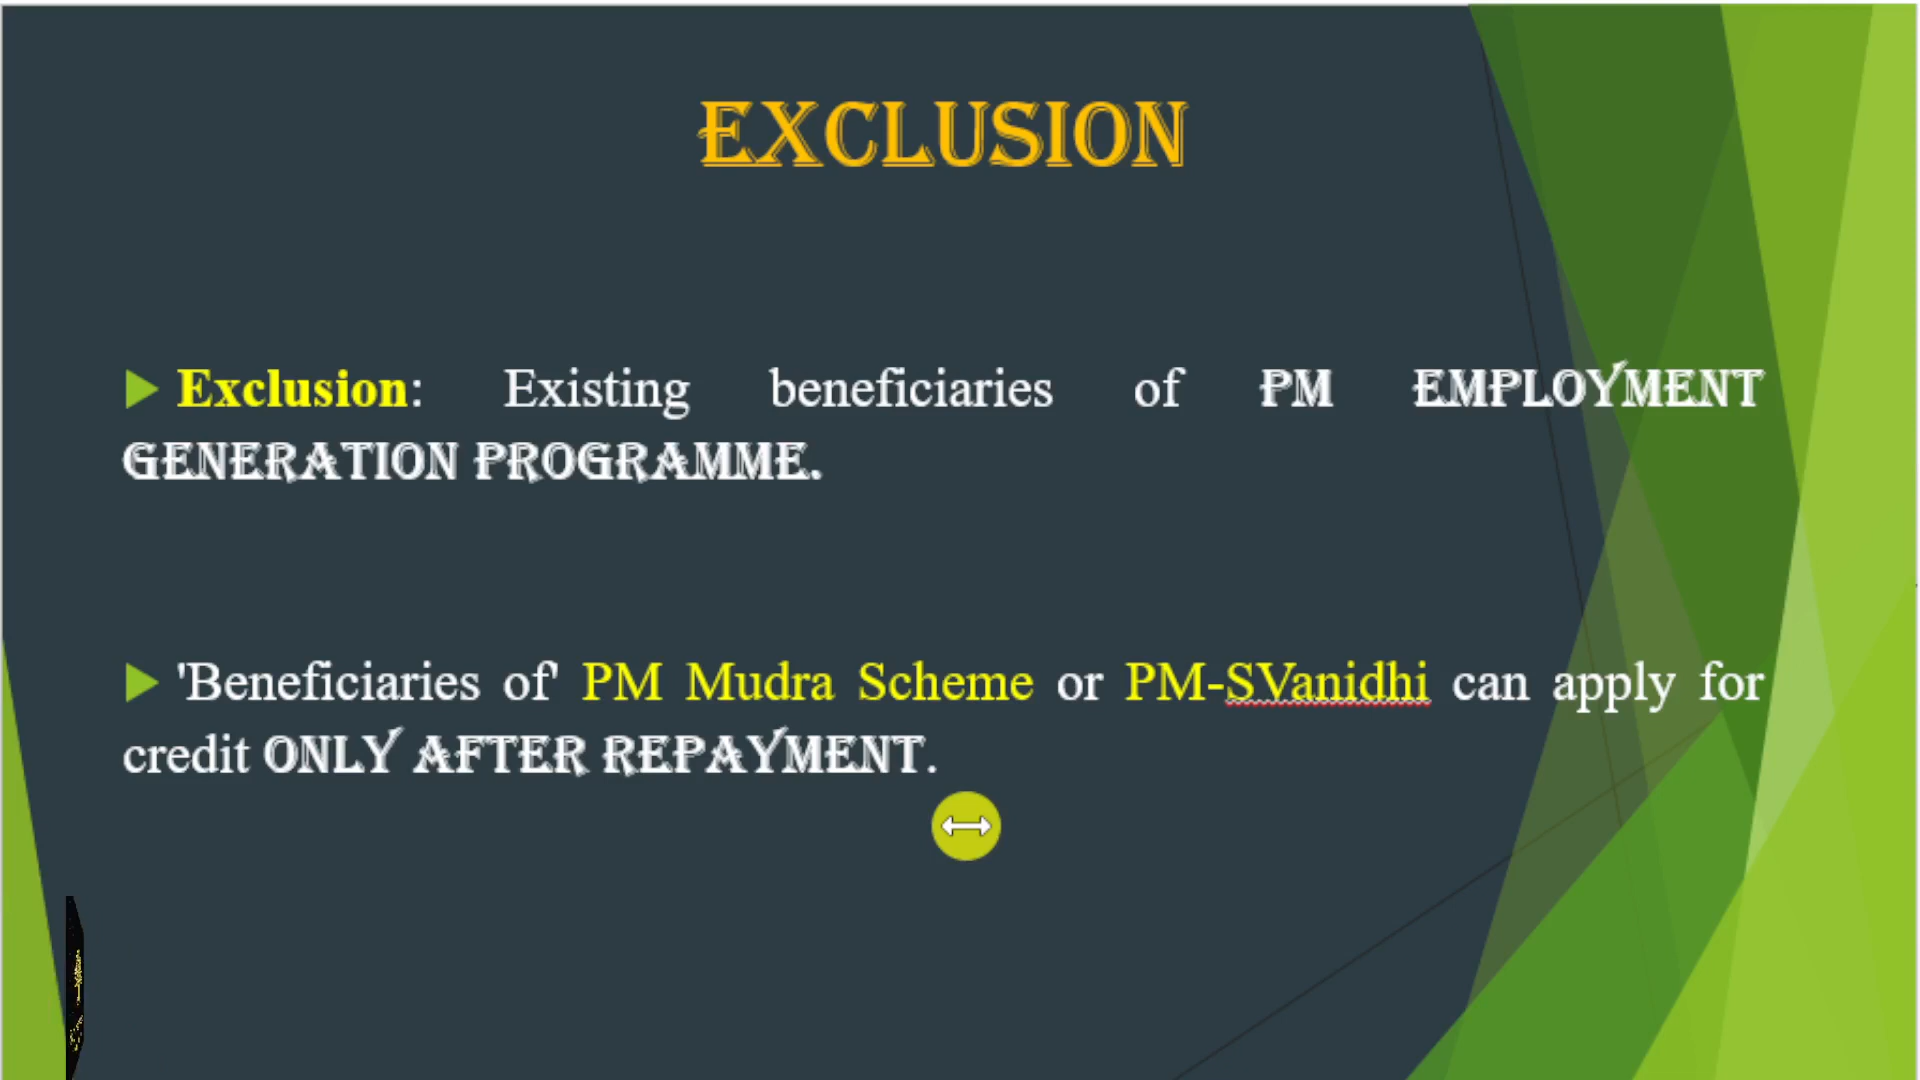 EXCLUSION
Exclusion: Existing beneficiaries of PM EMPLOYMENT
GENERATION PROGRAMME.
'Beneficiaries of' PM Mudra Scheme or PM-SVanidhi can apply for
credit ONLY AFTER REPAYMENT.